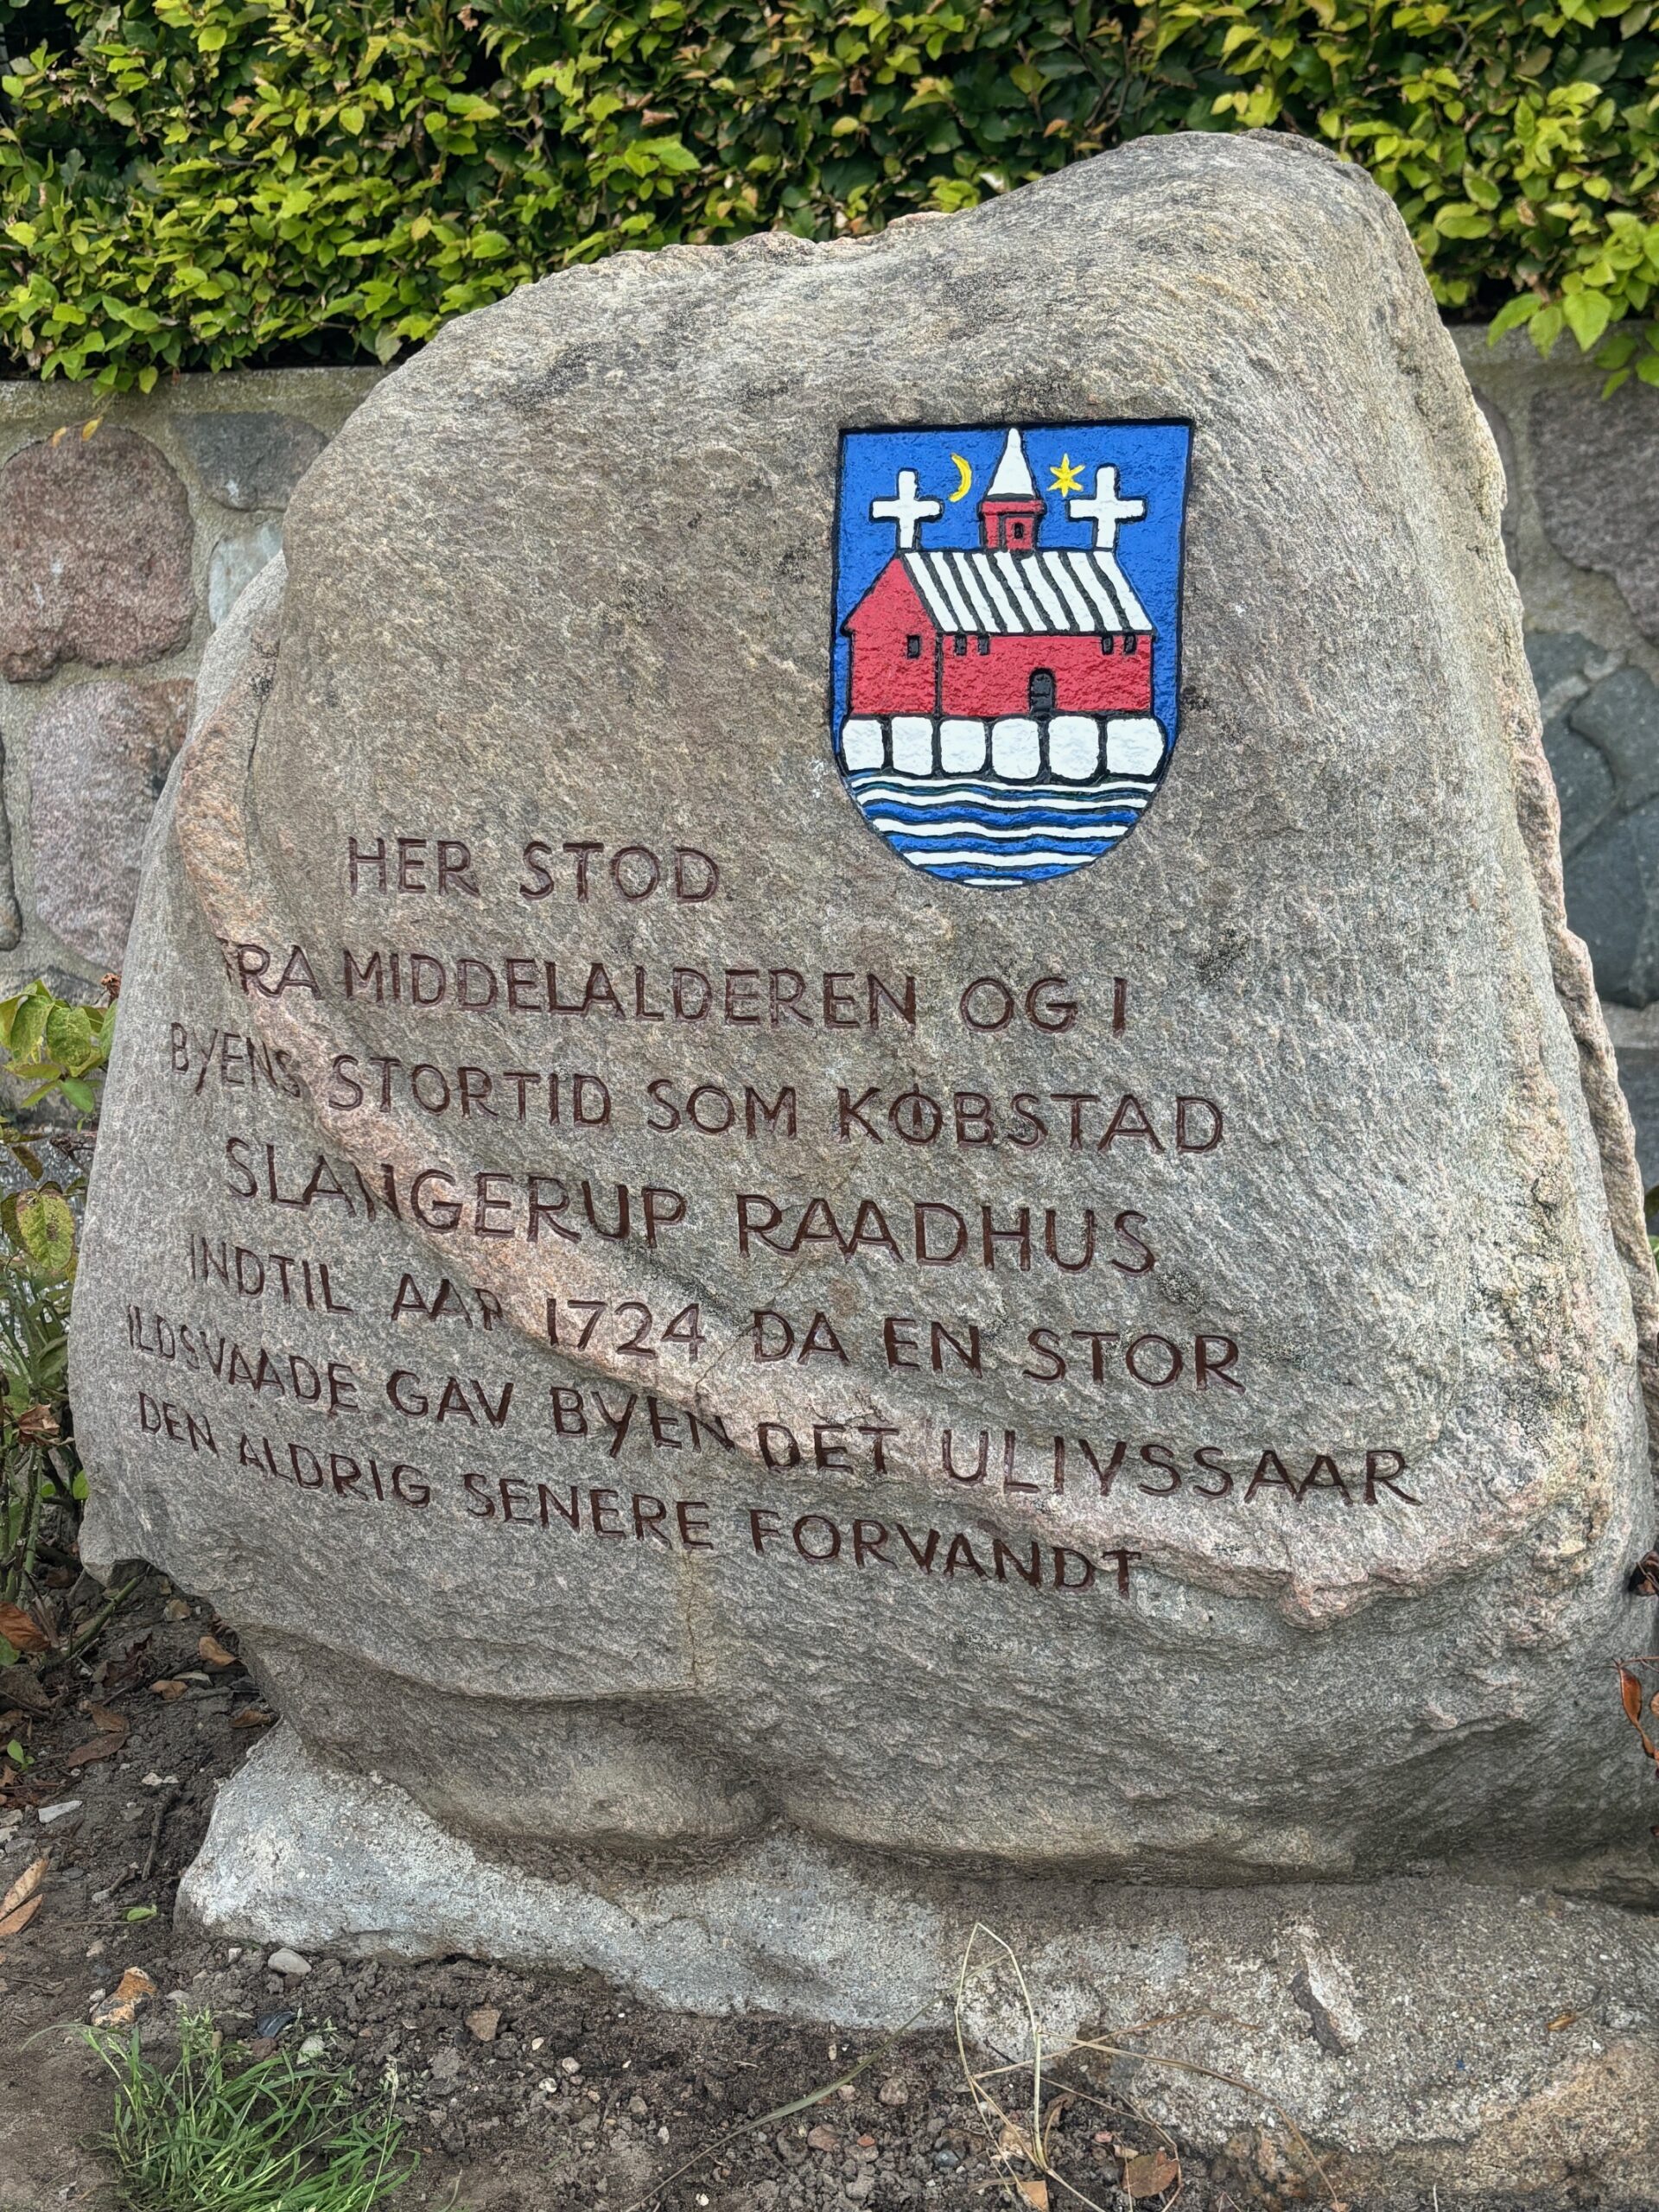 HER STOD
FRA MIDDELALDEREN OG I
BYENS STORTID SOM KØBSTAD
SLANGERUP RAADHUS
INDTIL AAR 1724 DA EN STOR
ILDSVAADE GAV BYEN DET ULIVSSAAR
DEN ALDRIG SENERE FORVANDT